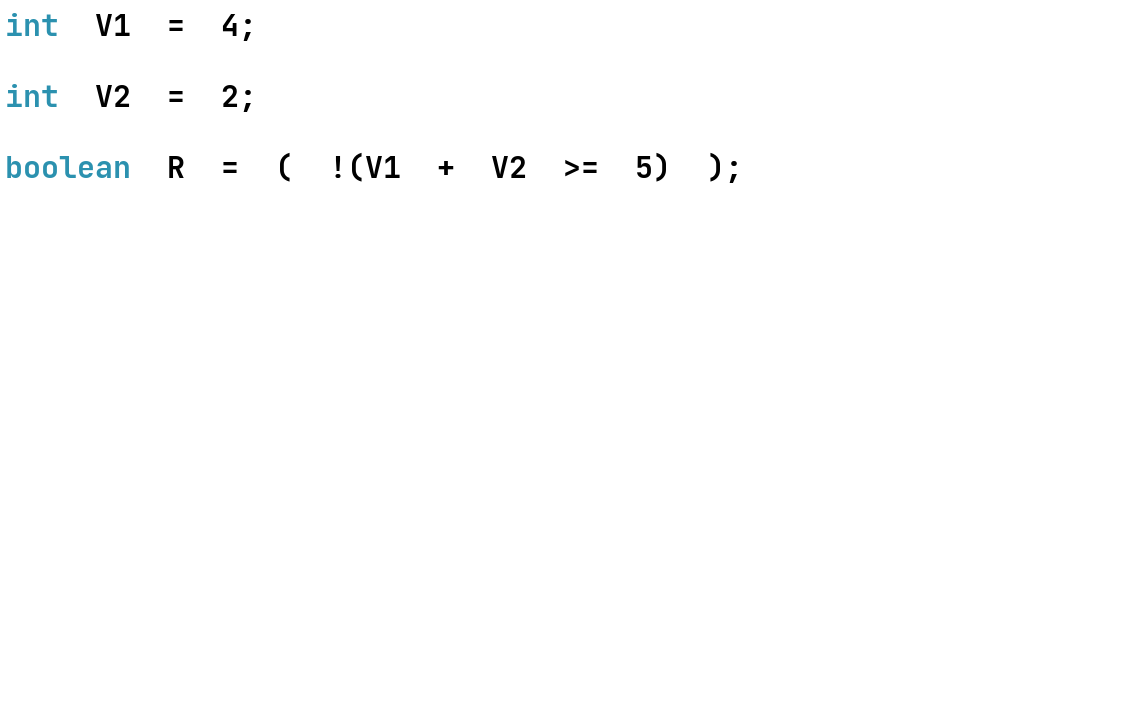 int  V1  =  4;
int  V2  =  2;
boolean  R  =  (  !(V1  +  V2  >=  5)  );